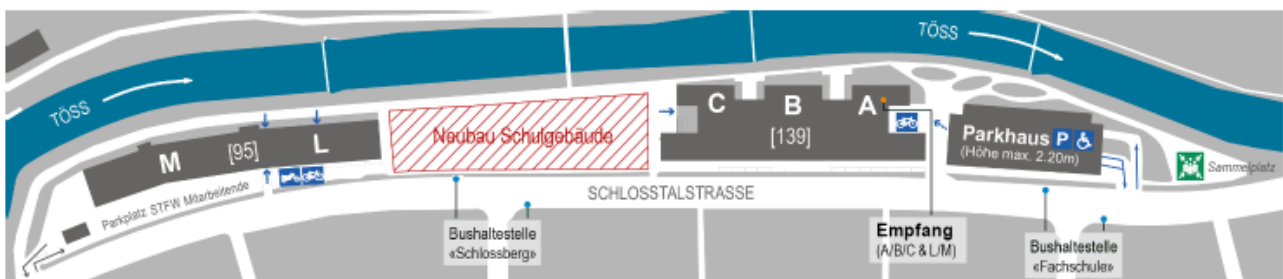 TÖSS
TÖSS
M
[95]
L
Neubau Schulgebäude
C
B
A
[139]
Parkhaus P
(Höhe max. 2.20m)
Sammelplatz
Parkplatz STFW Mitarbeitende
SCHLOSSTALSTRASSE
Bushaltestelle
«Schlossberg»
Empfang
(A/B/C & L/M)
Bushaltestelle
«Fachschule»